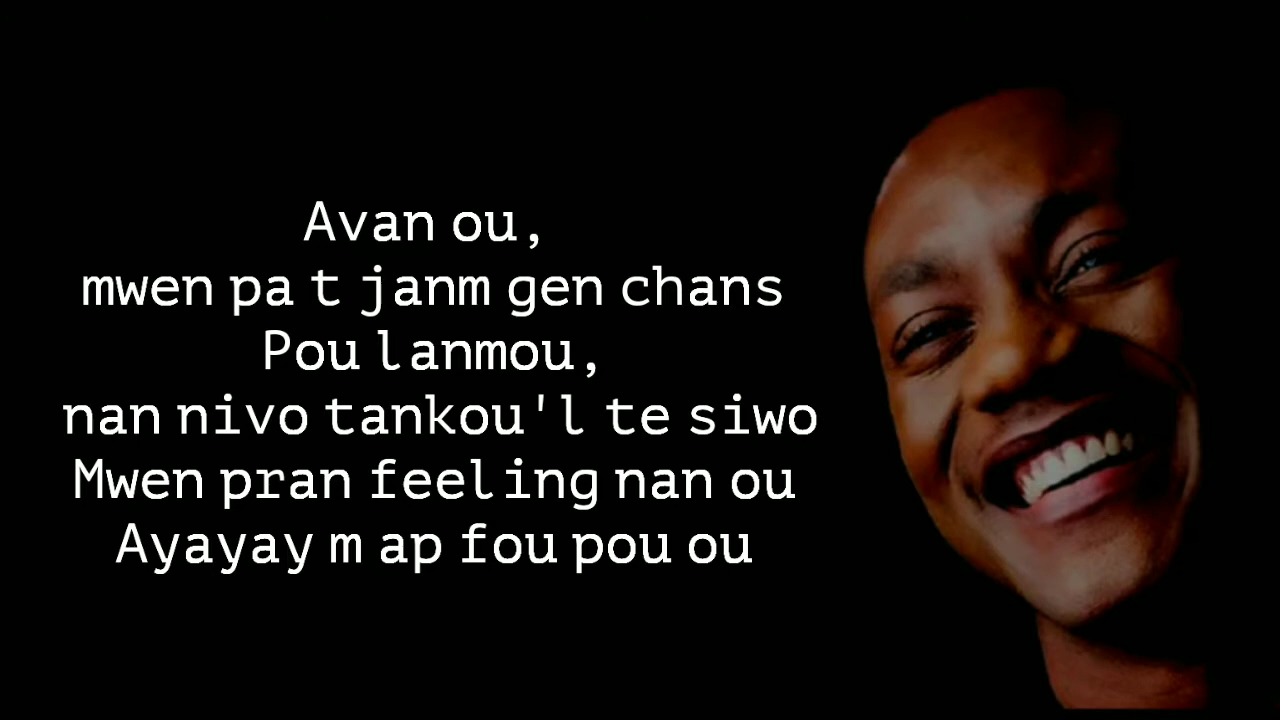 Avan ou,
mwen pa t janm gen chans
Pou lanmou,
nan nivo tankou'l te siwo
Mwen pran feeling nan ou
Ayayay m ap fou pou ou